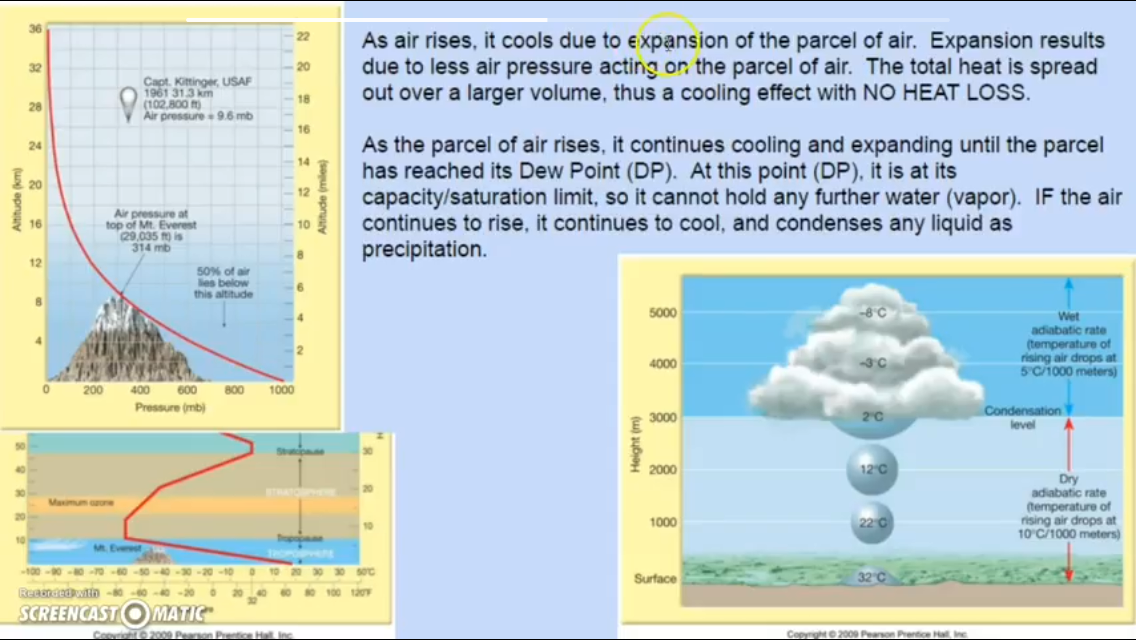 As air rises, it cools due to expansion of the parcel of air. Expansion results
due to less air pressure acting on the parcel of air. The total heat is spread
out over a larger volume, thus a cooling effect with NO HEAT LOSS.
As the parcel of air rises, it continues cooling and expanding until the parcel
has reached its Dew Point (DP). At this point (DP), it is at its
capacity/saturation limit, so it cannot hold any further water (vapor). IF the air
continues to rise, it continues to cool, and condenses any liquid as
precipitation.
36
32
28
24
20
16
12
8
4
Altitude (km)
22
20
18
16
14
12
10
8
6
4
2
Altitude (miles)
Capt. Kittinger, USAF
1961 31.3 km
(102,800 ft)
Air pressure = 9.6 mb
Air pressure at
top of Mt. Everest
(29,035 ft) is
314 mb
50% of air
lies below
this altitude
0 200 400 600 800 1000
Pressure (mb)
50
40
30
20
10
30
20
10
Stratopause
STRATOSPHERE
Maximum ozone
Tropopause
Mt. Everest
TROPOSPHERE
-100 -90 -80 -70 -60 -50 -40 -30 -20 -10 0 10 20 30 50°C
-20 0 20 40 60 80 100 120°F
32
Recorded with
SCREENCAST MATIC
Copyright © 2009 Pearson Prentice Hall, Inc.
5000
4000
3000
2000
1000
Surface
Height (m)
-8°C
-3°C
2°C
12°C
22°C
32°C
Wet
adiabatic rate
(temperature of
rising air drops at
5°C/1000 meters)
Condensation
level
Dry
adiabatic rate
(temperature of
rising air drops at
10°C/1000 meters)
Copyright © 2009 Pearson Prentice Hall, Inc.